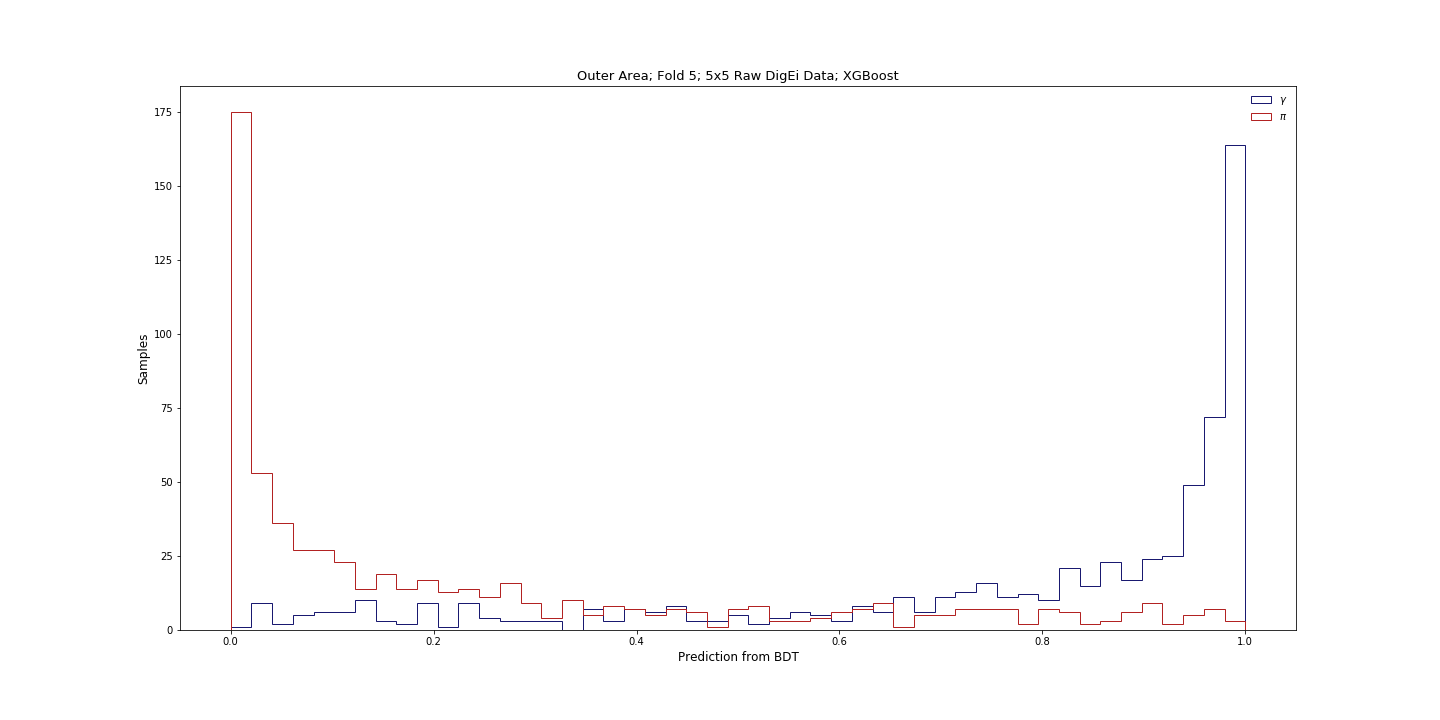 Outer Area; Fold 5; 5x5 Raw DigEi Data; XGBoost
γ
π
175
150
125
100
75
50
25
0
Samples
0.0 0.2 0.4 0.6 0.8 1.0
Prediction from BDT